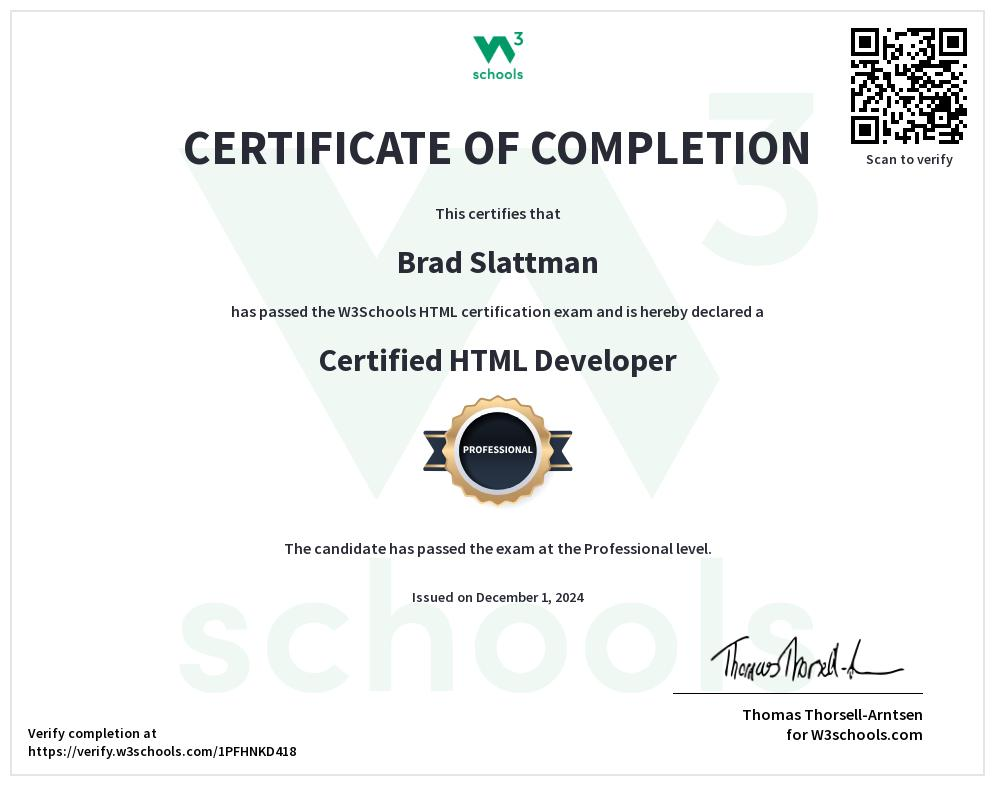 W3
schools
Scan to verify
CERTIFICATE OF COMPLETION
This certifies that
Brad Slattman
has passed the W3Schools HTML certification exam and is hereby declared a
Certified HTML Developer
PROFESSIONAL
The candidate has passed the exam at the Professional level.
Issued on December 1, 2024
Thomas Thorsell-A
Thomas Thorsell-Arntsen
for W3schools.com
Verify completion at
https://verify.w3schools.com/1PFHNKD418
W3
schools